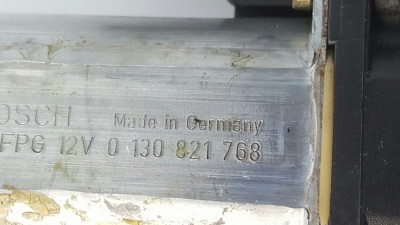 OSCH Made in Germany
FPG 12V 0 130 821 768